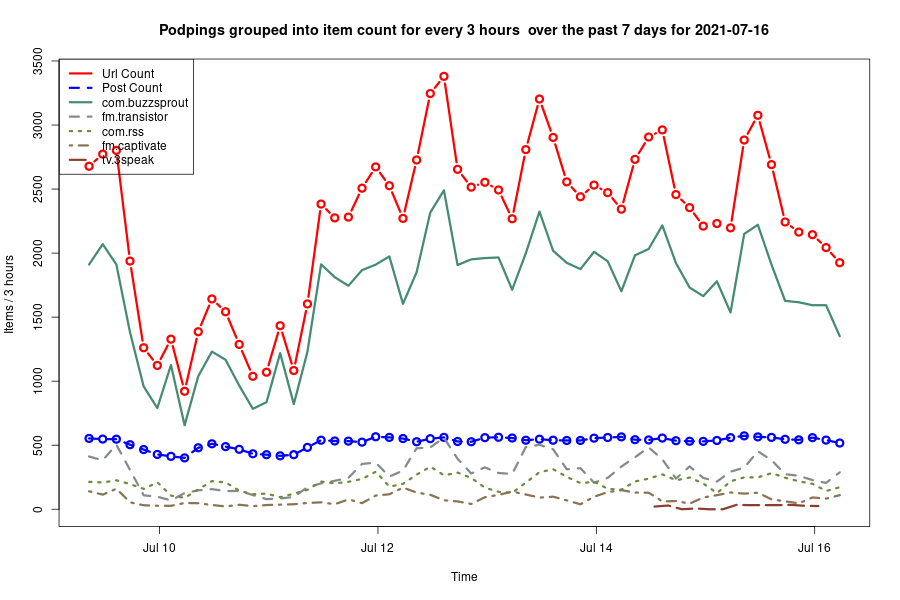 Podpings grouped into item count for every 3 hours  over the past 7 days for 2021-07-16
Items / 3 hours
3500
3000
2500
2000
1500
1000
500
0
Url Count
Post Count
com.buzzsprout
fm.transistor
com.rss
fm.captivate
tv.3speak
Jul 10
Jul 12
Jul 14
Jul 16
Time